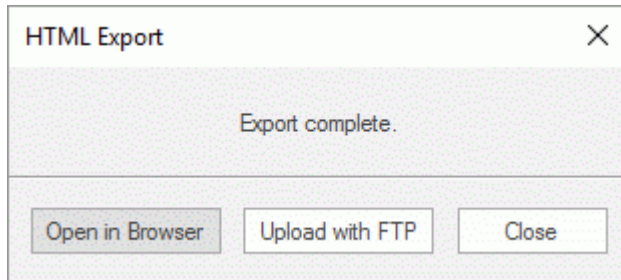 HTML Export
Export complete.
Open in Browser Upload with FTP Close